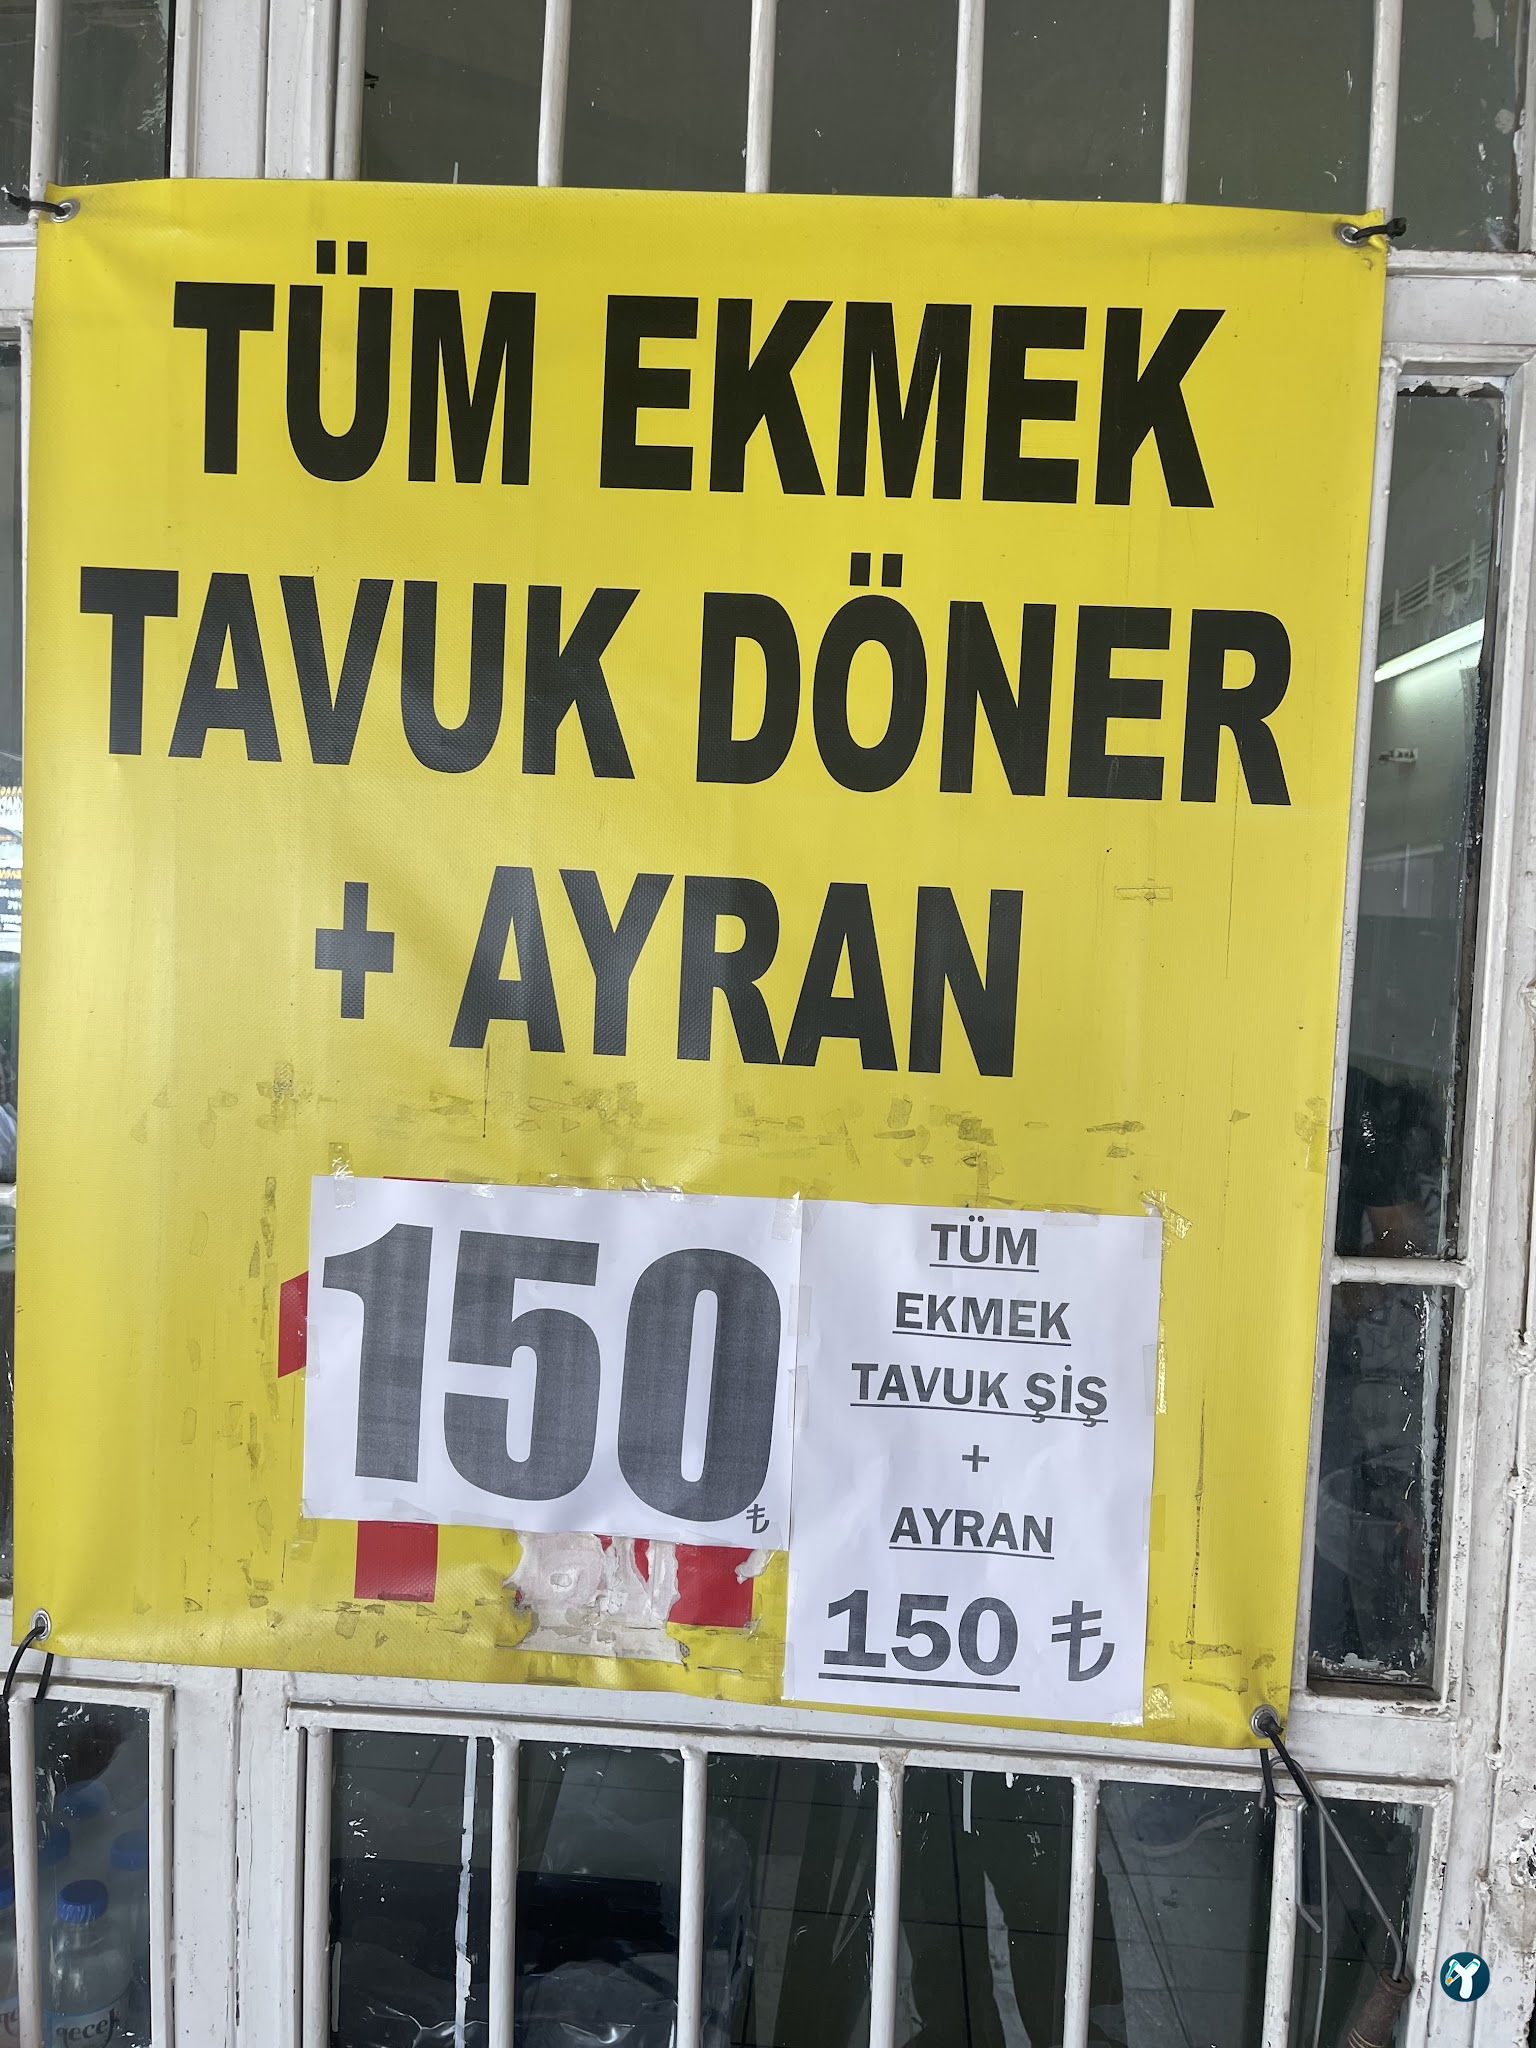 TÜM EKMEK
TAVUK DÖNER
+ AYRAN
150 ₺
TÜM
EKMEK
TAVUK ŞİŞ
+
AYRAN
150 ₺